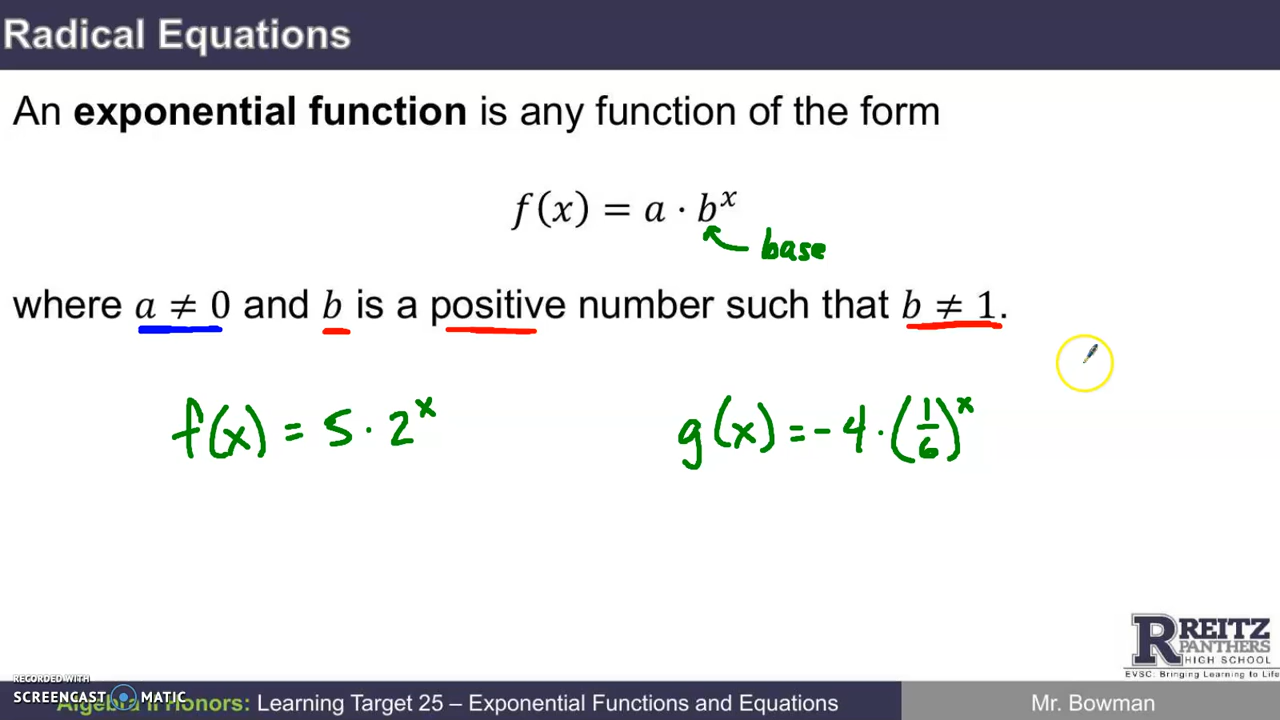 Radical Equations
An exponential function is any function of the form
f(x) = a · b^x
base
where a ≠ 0 and b is a positive number such that b ≠ 1.
f(x) = 5 · 2^x
g(x) = -4 · (1/6)^x
REITZ
PANTHERS
HIGH SCHOOL
EVSC: Bringing Learning to Life
RECORDED WITH
SCREENCAST MATIC
Algebra II Honors: Learning Target 25 – Exponential Functions and Equations
Mr. Bowman